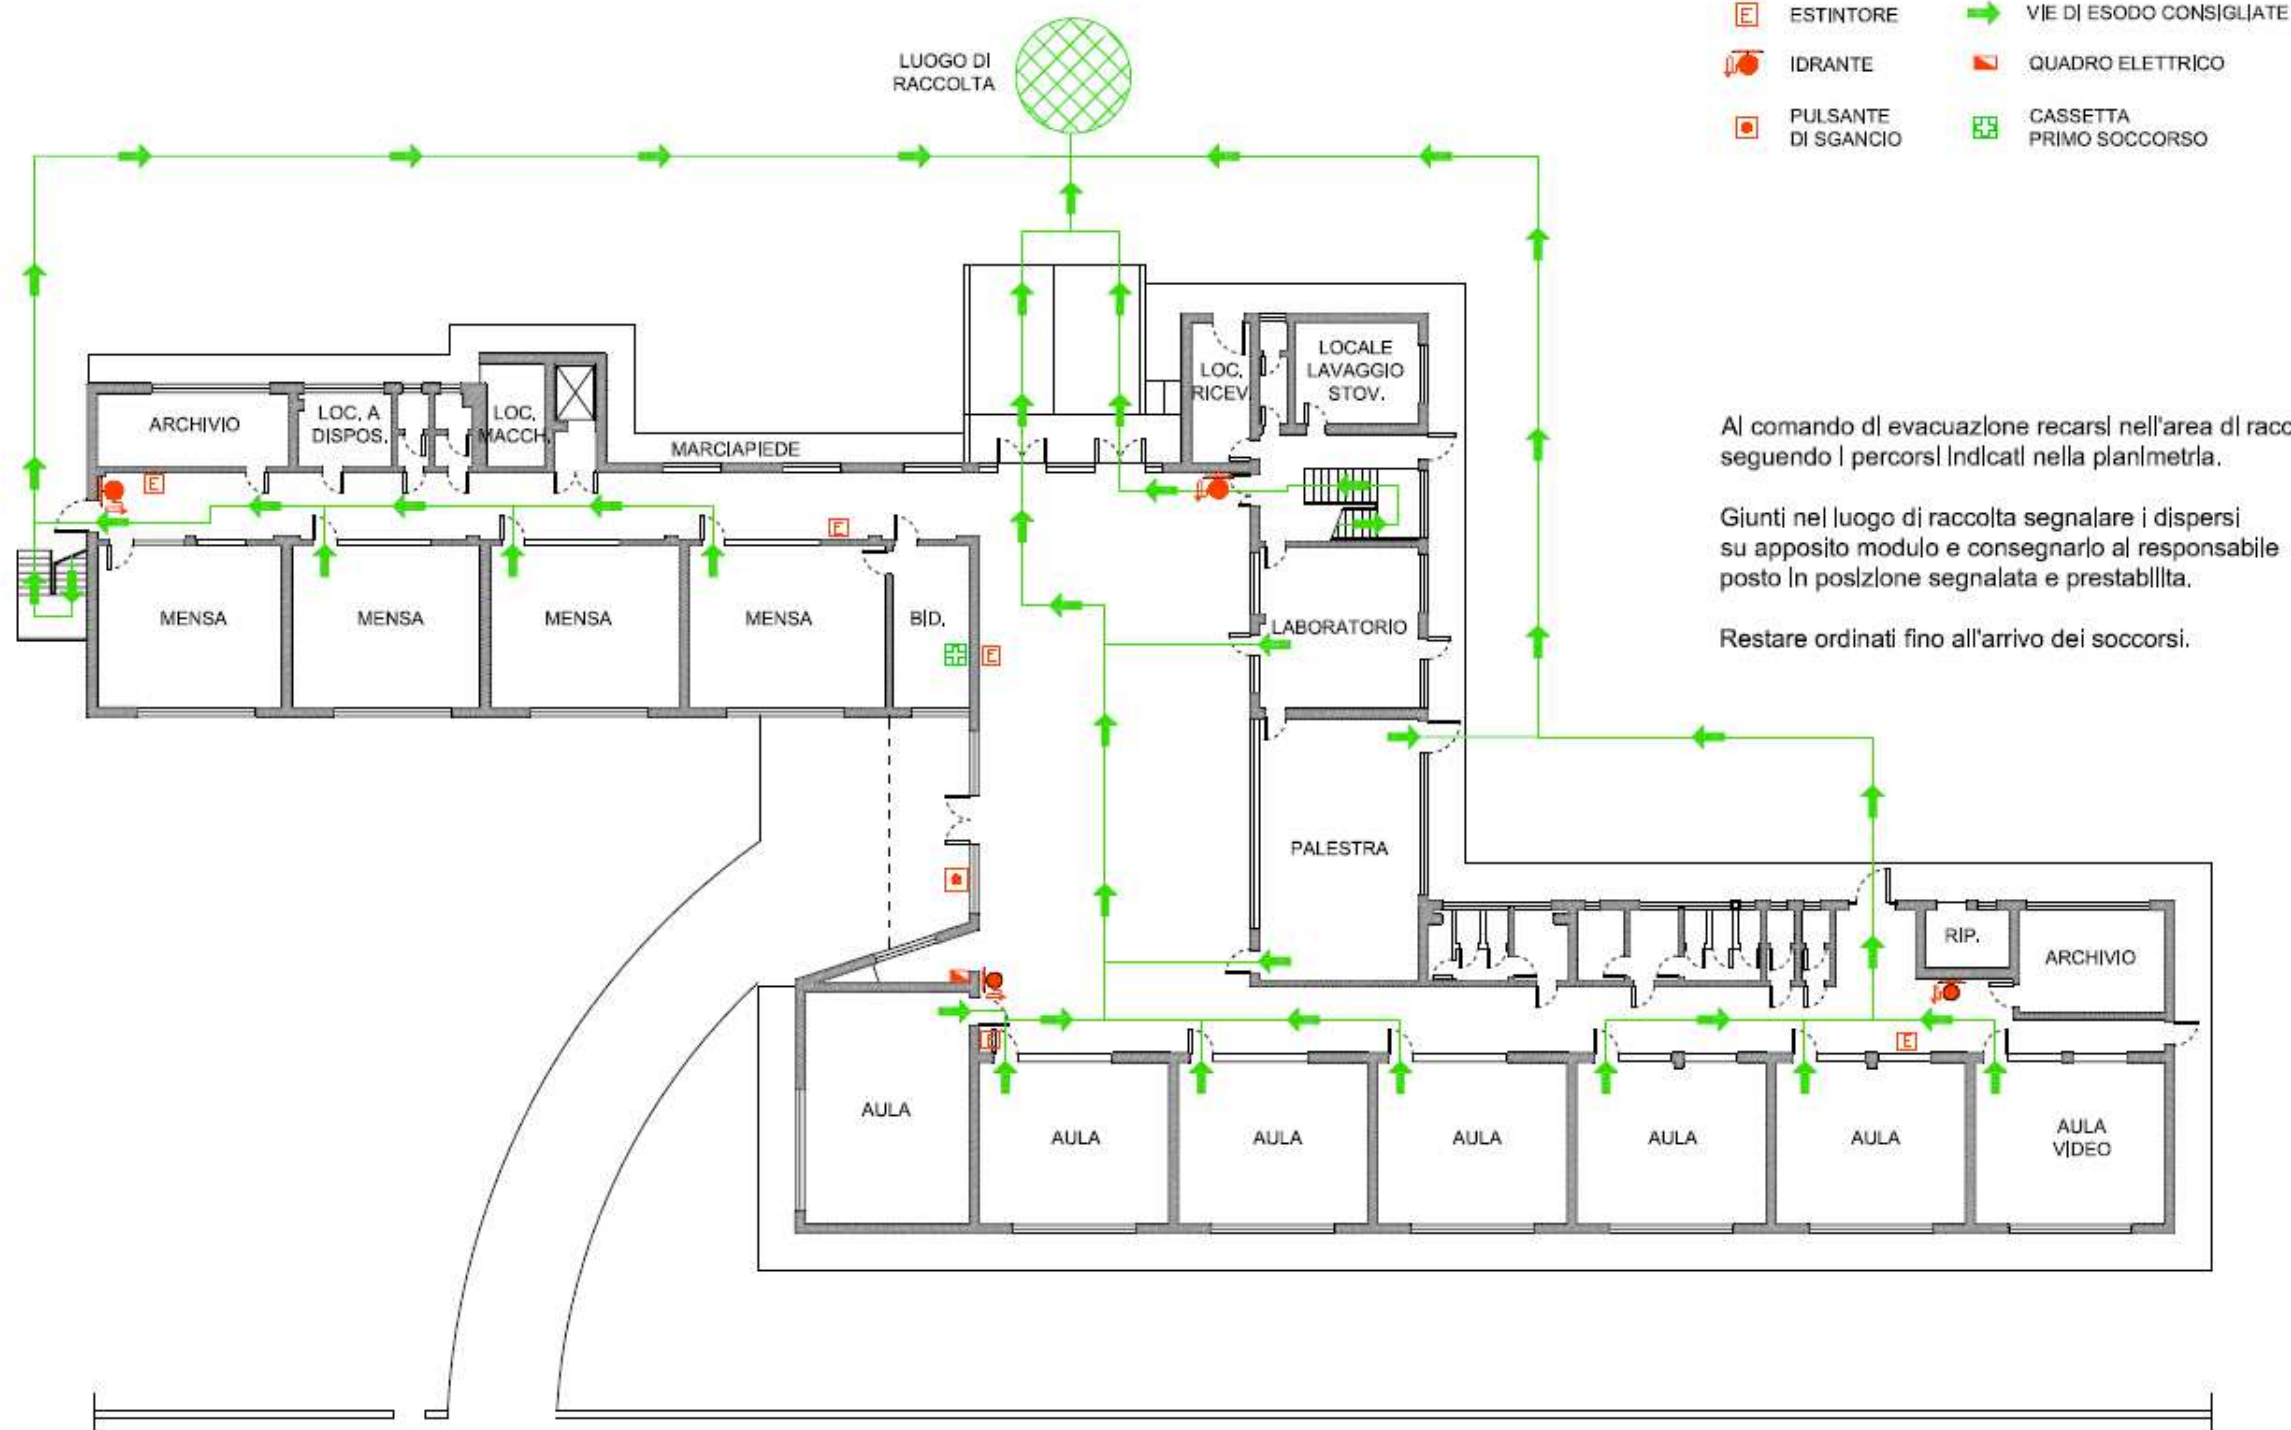 ESTINTORE
VIE DI ESODO CONSIGLIATE
IDRANTE
QUADRO ELETTRICO
PULSANTE
DI SGANCIO
CASSETTA
PRIMO SOCCORSO
LUOGO DI
RACCOLTA
Al comando di evacuazione recarsi nell'area di racc
seguendo i percorsi indicati nella planimetria.
Giunti nel luogo di raccolta segnalare i dispersi
su apposito modulo e consegnarlo al responsabile
posto in posizione segnalata e prestabilita.
Restare ordinati fino all'arrivo dei soccorsi.
ARCHIVIO
LOC. A
DISPOS.
LOC.
MACCH.
MARCIAPIEDE
LOC.
RICEV.
LOCALE
LAVAGGIO
STOV.
E
E
MENSA
MENSA
MENSA
MENSA
BID.
E
LABORATORIO
PALESTRA
RIP.
ARCHIVIO
E
E
AULA
AULA
AULA
AULA
AULA
AULA
AULA
VIDEO
E